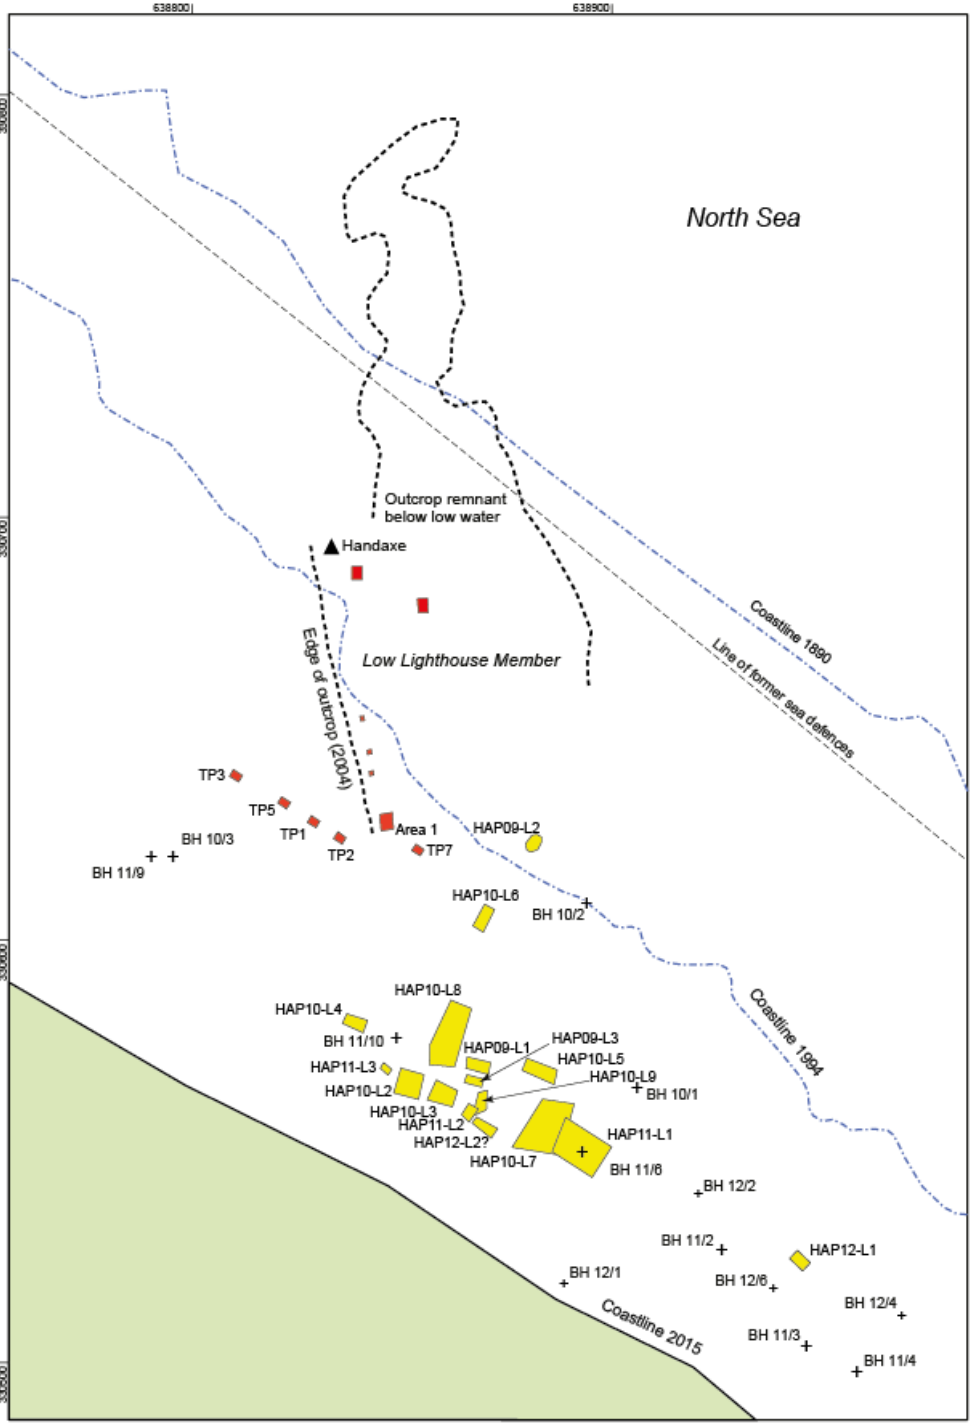 638800
638900
330800
North Sea
Outcrop remnant
below low water
330700
Handaxe
Coastline 1890
Edge of outcrop (2004)
Low Lighthouse Member
Line of former sea defences
TP3
TP5
TP1
TP2
Area 1
TP7
HAP09-L2
BH 10/3
BH 11/9
HAP10-L6
BH 10/2
330600
HAP10-L8
Coastline 1994
HAP10-L4
BH 11/10
HAP09-L3
HAP09-L1
HAP10-L5
HAP11-L3
HAP10-L9
HAP10-L2
BH 10/1
HAP10-L3
HAP11-L2
HAP12-L2?
HAP11-L1
HAP10-L7
BH 11/6
BH 12/2
BH 11/2
HAP12-L1
BH 12/1
BH 12/6
BH 12/4
Coastline 2015
BH 11/3
BH 11/4
330500